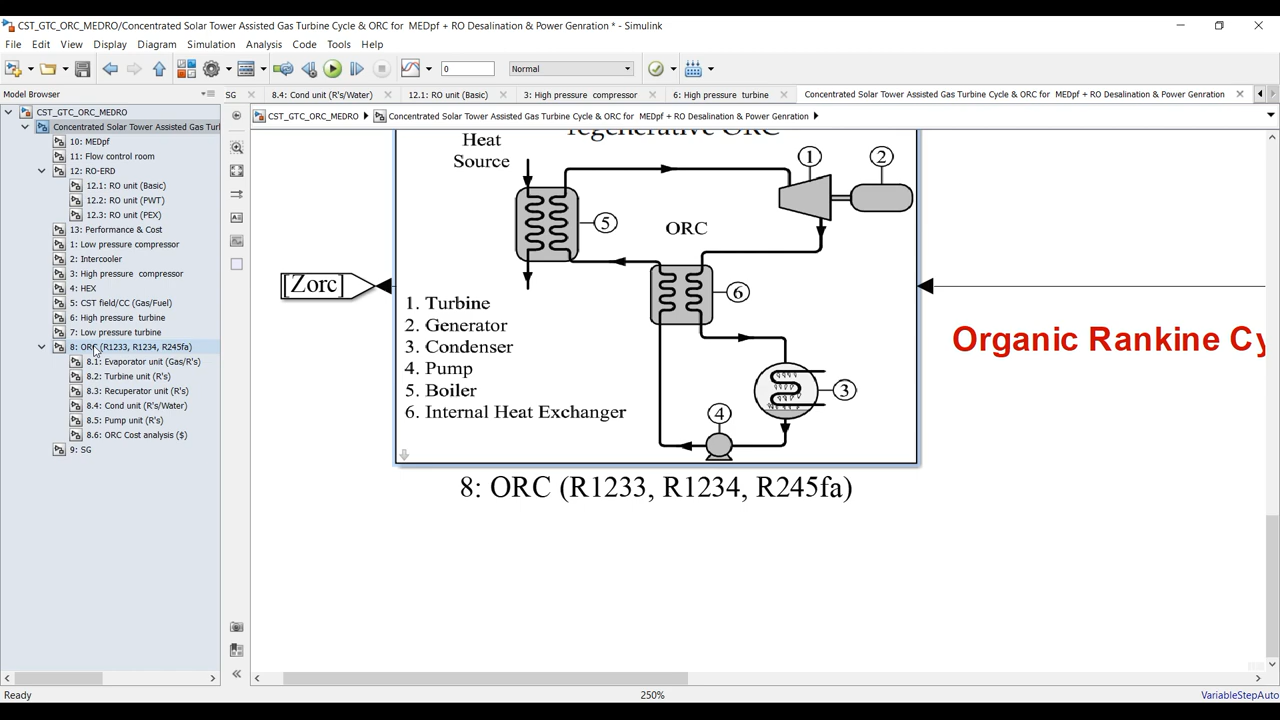 CST_GTC_ORC_MEDRO/Concentrated Solar Tower Assisted Gas Turbine Cycle & ORC for  MEDpf + RO Desalination & Power Genration * - Simulink
File Edit View Display Diagram Simulation Analysis Code Tools Help
0 Normal
Model Browser
SG 8.4: Cond unit (R's/Water) 12.1: RO unit (Basic) 3: High pressure  compressor 6: High pressure  turbine Concentrated Solar Tower Assisted Gas Turbine Cycle & ORC for  MEDpf + RO Desalination & Power Genration
CST_GTC_ORC_MEDRO Concentrated Solar Tower Assisted Gas Turbine Cycle & ORC for  MEDpf + RO Desalination & Power Genration
CST_GTC_ORC_MEDRO
Concentrated Solar Tower Assisted Gas Turl
10: MEDpf
11: Flow control room
12: RO-ERD
12.1: RO unit (Basic)
12.2: RO unit (PWT)
12.3: RO unit (PEX)
13: Performance & Cost
1: Low pressure compressor
2: Intercooler
3: High pressure  compressor
4: HEX
5: CST field/CC (Gas/Fuel)
6: High pressure  turbine
7: Low pressure turbine
8: ORC (R1233, R1234, R245fa)
8.1: Evaporator unit (Gas/R's)
8.2: Turbine unit (R's)
8.3: Recuperator unit (R's)
8.4: Cond unit (R's/Water)
8.5: Pump unit (R's)
8.6: ORC Cost analysis ($)
9: SG
regenerative ORC
Heat
Source
1
2
5
ORC
6
[Zorc]
1. Turbine
2. Generator
3. Condenser
4. Pump
5. Boiler
6. Internal Heat Exchanger
3
4
Organic Rankine Cy
8: ORC (R1233, R1234, R245fa)
Ready 250% VariableStepAuto